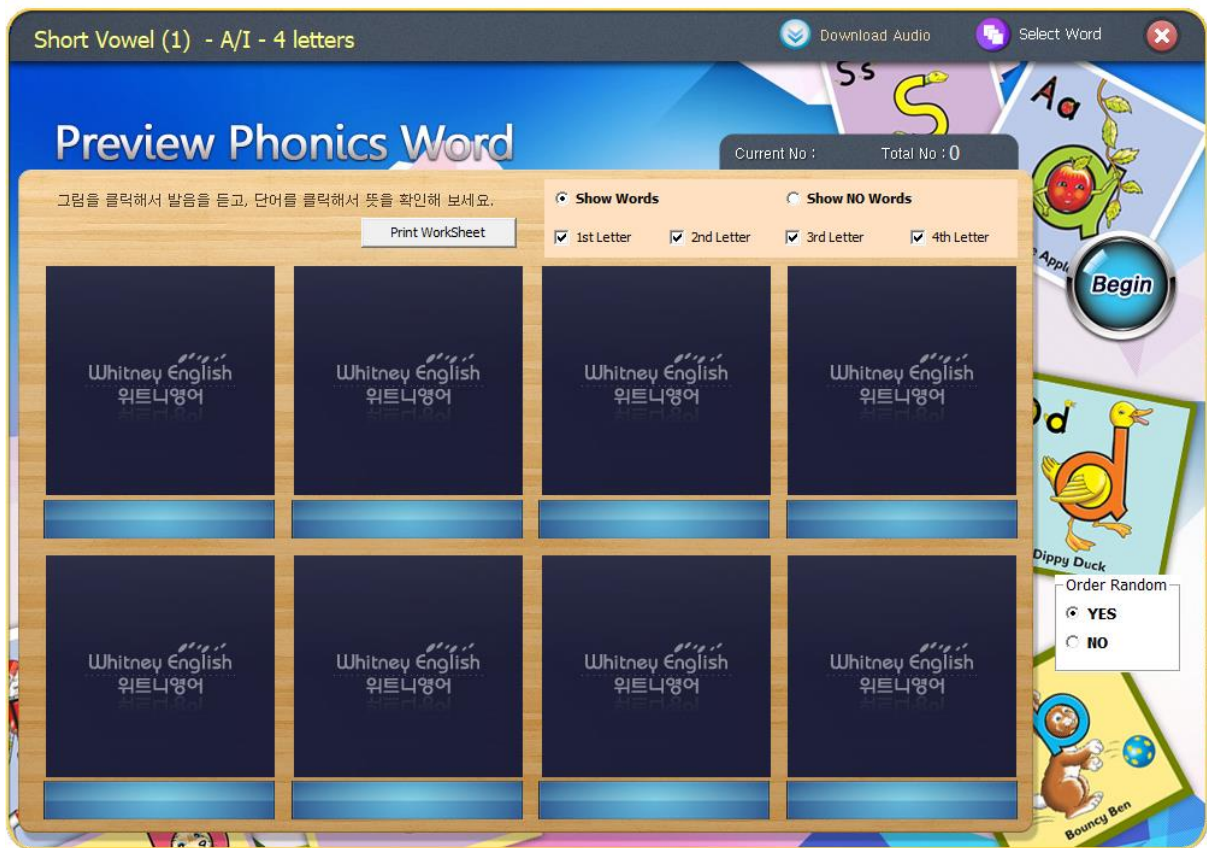 Short Vowel (1) - A/I - 4 letters
Download Audio
Select Word
Ss
Aa
Preview Phonics Word
Current No :
Total No : 0
그림을 클릭해서 발음을 듣고, 단어를 클릭해서 뜻을 확인해 보세요.
Show Words
Show NO Words
Print WorkSheet
1st Letter
2nd Letter
3rd Letter
4th Letter
Apple
Begin
Whitney English
위트니영어
Whitney English
위트니영어
Whitney English
위트니영어
Whitney English
위트니영어
d
Dippy Duck
Order Random
YES
NO
Whitney English
위트니영어
Whitney English
위트니영어
Whitney English
위트니영어
Whitney English
위트니영어
Bouncy Ben